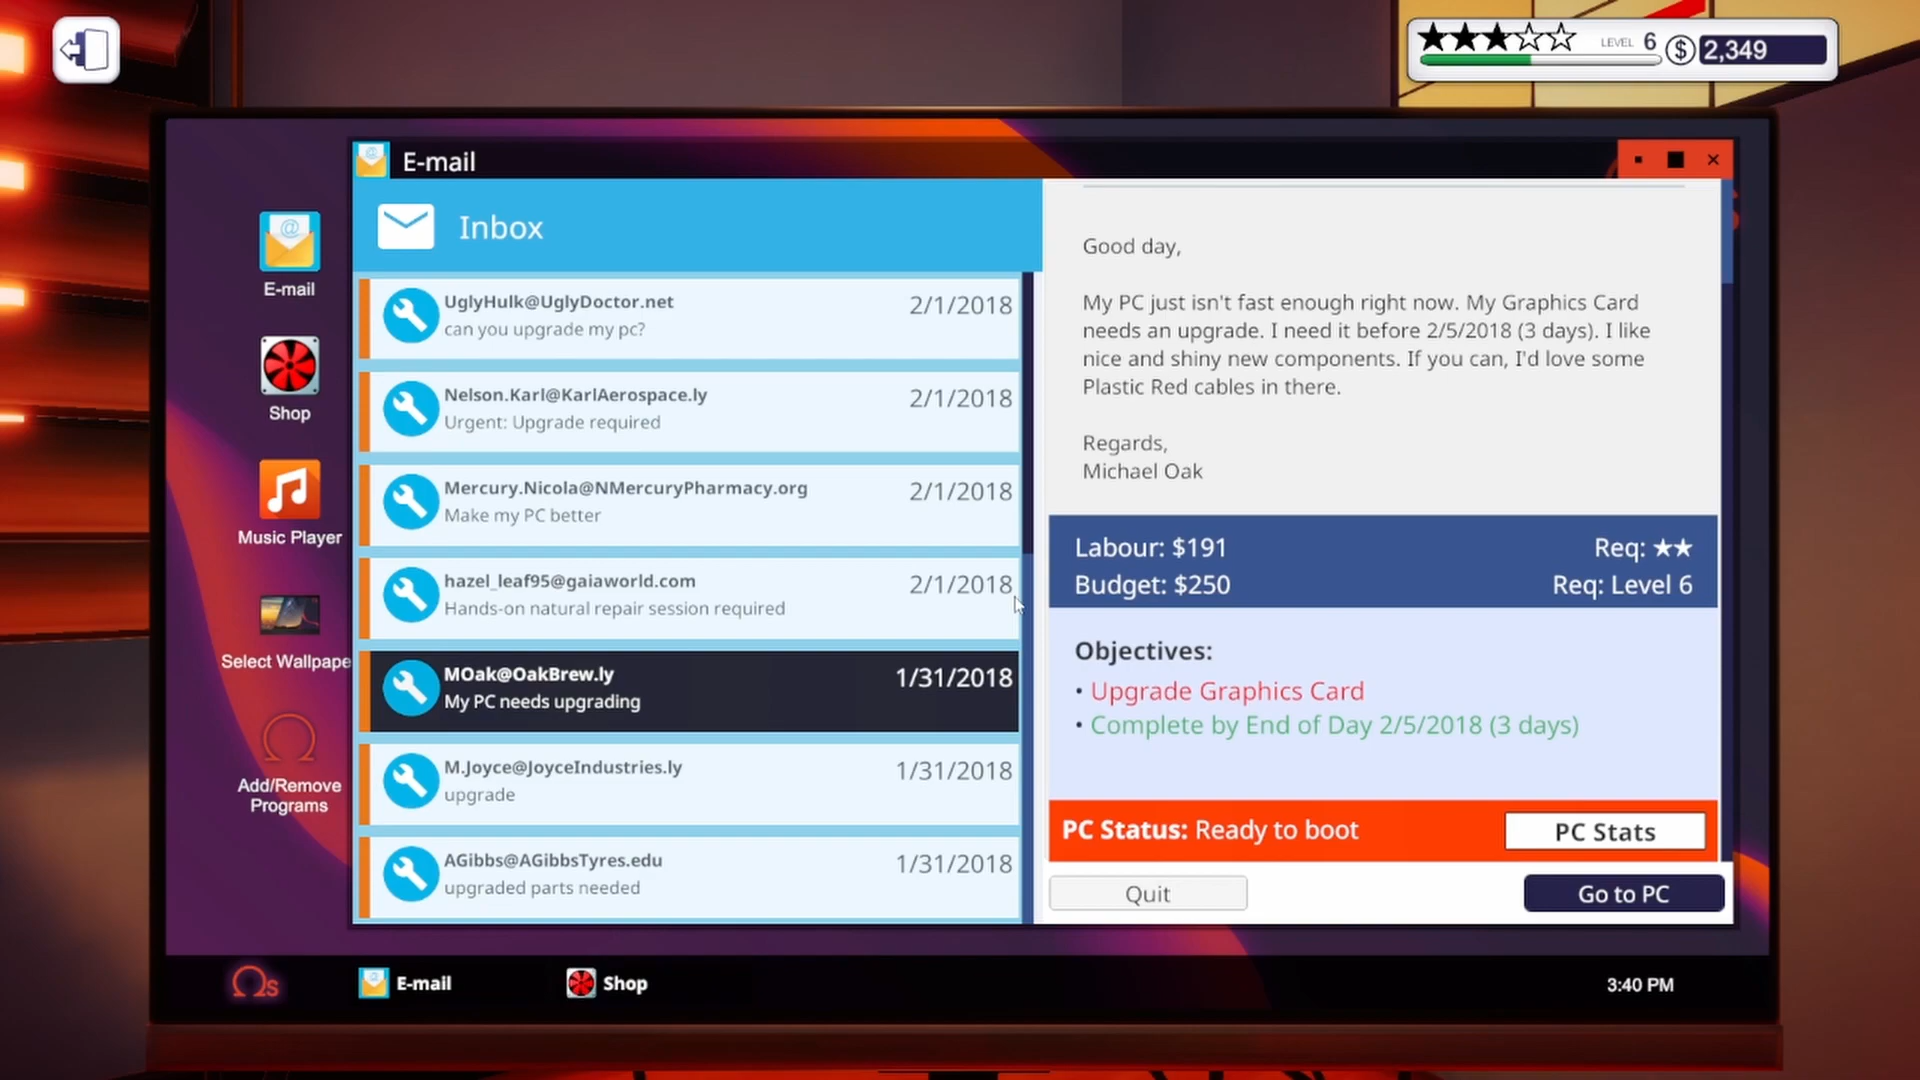 LEVEL 6
$ 2,349
E-mail
Inbox
E-mail
Shop
Music Player
Select Wallpape
Add/Remove
Programs
UglyHulk@UglyDoctor.net
2/1/2018
can you upgrade my pc?
Nelson.Karl@KarlAerospace.ly
2/1/2018
Urgent: Upgrade required
Mercury.Nicola@NMercuryPharmacy.org
2/1/2018
Make my PC better
hazel_leaf95@gaiaworld.com
2/1/2018
Hands-on natural repair session required
MOak@OakBrew.ly
1/31/2018
My PC needs upgrading
M.Joyce@JoyceIndustries.ly
1/31/2018
upgrade
AGibbs@AGibbsTyres.edu
1/31/2018
upgraded parts needed
Good day,
My PC just isn't fast enough right now. My Graphics Card
needs an upgrade. I need it before 2/5/2018 (3 days). I like
nice and shiny new components. If you can, I'd love some
Plastic Red cables in there.
Regards,
Michael Oak
Labour: $191
Req: ★★
Budget: $250
Req: Level 6
Objectives:
• Upgrade Graphics Card
• Complete by End of Day 2/5/2018 (3 days)
PC Status: Ready to boot
PC Stats
Quit
Go to PC
Ωs
E-mail
Shop
3:40 PM